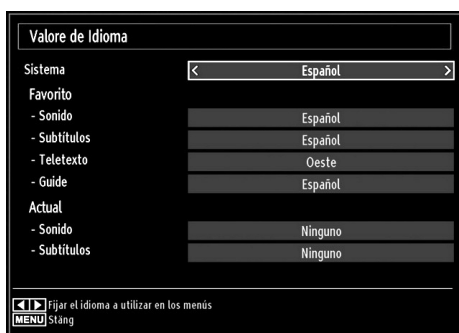 Valore de Idioma
Sistema < Español >
Favorito
- Sonido Español
- Subtítulos Español
- Teletexto Oeste
- Guide Español
Actual
- Sonido Ninguno
- Subtítulos Ninguno
Fijar el idioma a utilizar en los menús
MENU Stäng